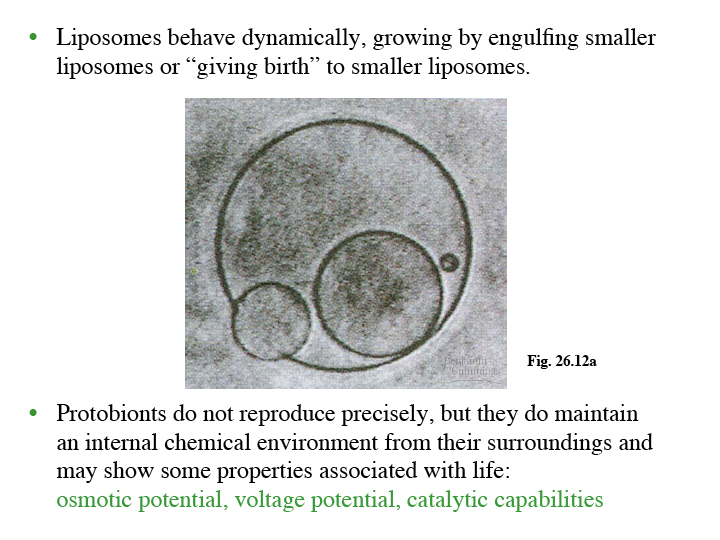 • Liposomes behave dynamically, growing by engulfing smaller
liposomes or “giving birth” to smaller liposomes.
Fig. 26.12a
• Protobionts do not reproduce precisely, but they do maintain
an internal chemical environment from their surroundings and
may show some properties associated with life:
osmotic potential, voltage potential, catalytic capabilities